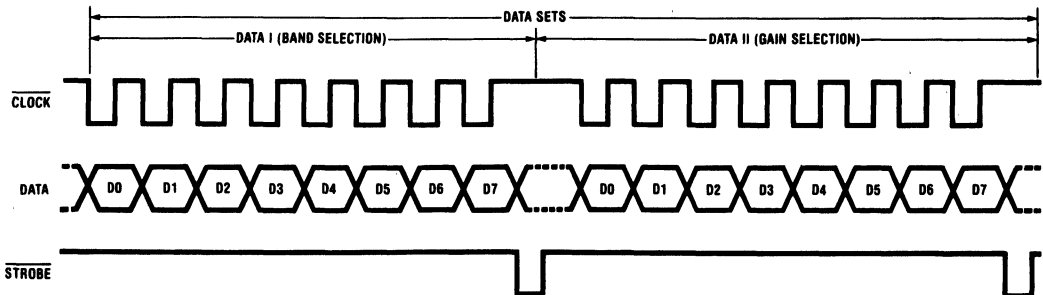 DATA SETS
DATA I (BAND SELECTION)
DATA II (GAIN SELECTION)
CLOCK
DATA
D0 D1 D2 D3 D4 D5 D6 D7 D0 D1 D2 D3 D4 D5 D6 D7
STROBE